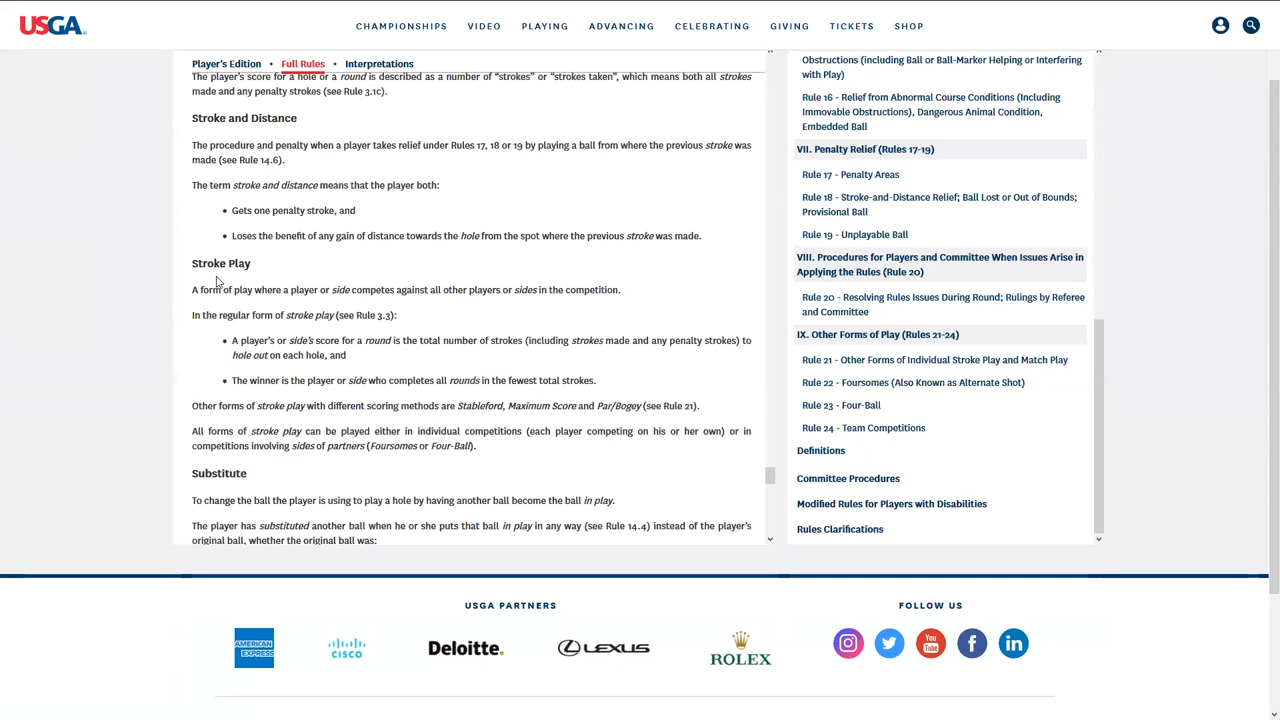 USGA
CHAMPIONSHIPS VIDEO PLAYING ADVANCING CELEBRATING GIVING TICKETS SHOP
Player's Edition • Full Rules • Interpretations
The player's score for a hole or a round is described as a number of “strokes” or “strokes taken”, which means both all strokes
made and any penalty strokes (see Rule 3.1c).
Stroke and Distance
The procedure and penalty when a player takes relief under Rules 17, 18 or 19 by playing a ball from where the previous stroke was
made (see Rule 14.6).
The term stroke and distance means that the player both:
• Gets one penalty stroke, and
• Loses the benefit of any gain of distance towards the hole from the spot where the previous stroke was made.
Stroke Play
A form of play where a player or side competes against all other players or sides in the competition.
In the regular form of stroke play (see Rule 3.3):
• A player's or side's score for a round is the total number of strokes (including strokes made and any penalty strokes) to
hole out on each hole, and
• The winner is the player or side who completes all rounds in the fewest total strokes.
Other forms of stroke play with different scoring methods are Stableford, Maximum Score and Par/Bogey (see Rule 21).
All forms of stroke play can be played either in individual competitions (each player competing on his or her own) or in
competitions involving sides of partners (Foursomes or Four-Ball).
Substitute
To change the ball the player is using to play a hole by having another ball become the ball in play.
The player has substituted another ball when he or she puts that ball in play in any way (see Rule 14.4) instead of the player's
original ball, whether the original ball was:
Obstructions (including Ball or Ball-Marker Helping or Interfering
with Play)
Rule 16 - Relief from Abnormal Course Conditions (Including
Immovable Obstructions), Dangerous Animal Condition,
Embedded Ball
VII. Penalty Relief (Rules 17-19)
Rule 17 - Penalty Areas
Rule 18 - Stroke-and-Distance Relief; Ball Lost or Out of Bounds;
Provisional Ball
Rule 19 - Unplayable Ball
VIII. Procedures for Players and Committee When Issues Arise in
Applying the Rules (Rule 20)
Rule 20 - Resolving Rules Issues During Round; Rulings by Referee
and Committee
IX. Other Forms of Play (Rules 21-24)
Rule 21 - Other Forms of Individual Stroke Play and Match Play
Rule 22 - Foursomes (Also Known as Alternate Shot)
Rule 23 - Four-Ball
Rule 24 - Team Competitions
Definitions
Committee Procedures
Modified Rules for Players with Disabilities
Rules Clarifications
USGA PARTNERS
AMERICAN
EXPRESS
CISCO
Deloitte.
LEXUS
ROLEX
FOLLOW US
You
Tube
f
in